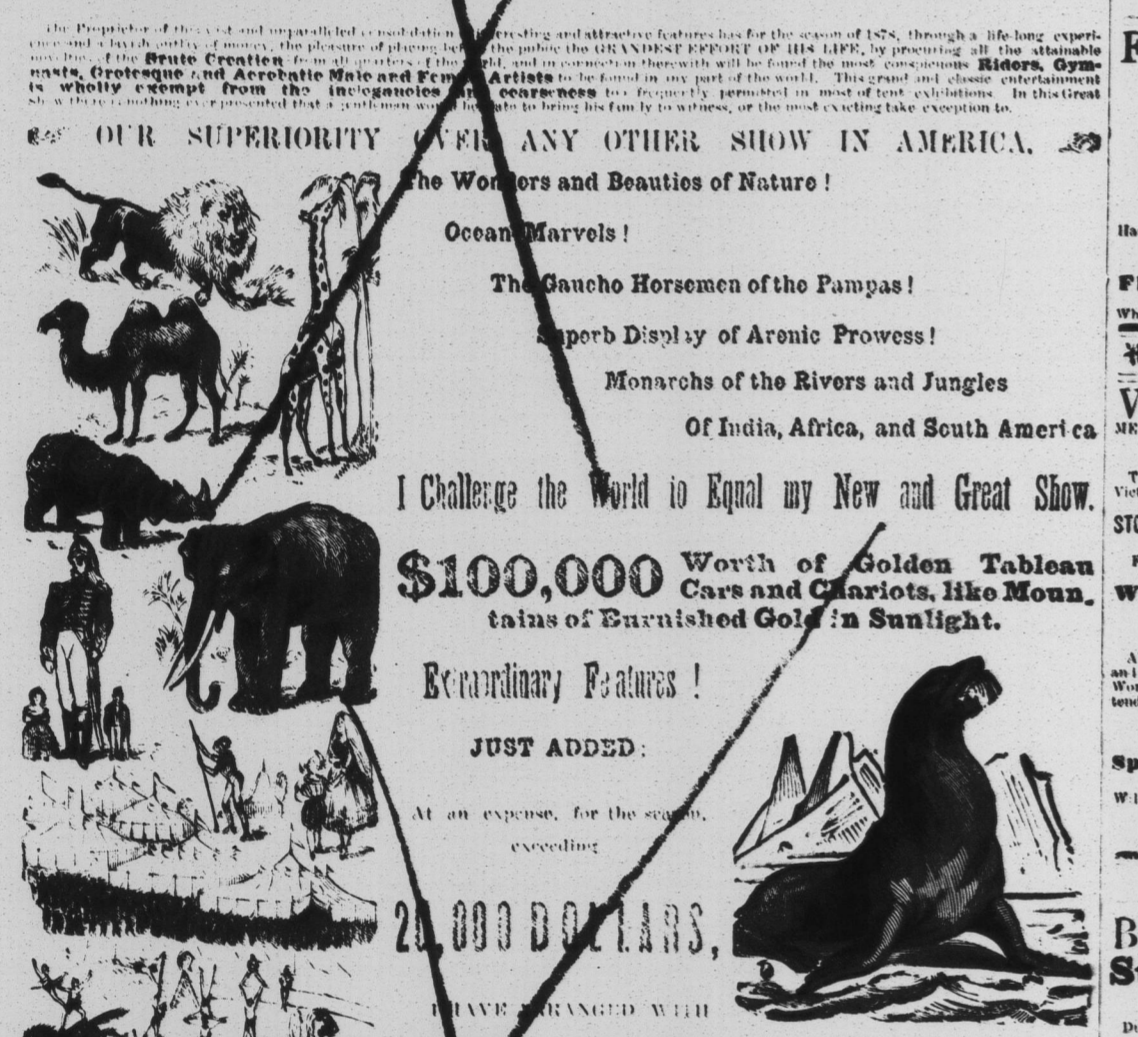 The Proprietor of this vast and unparalleled consolidation of interesting and attractive features has for the season of 1878, through a life-long experi-
ence and a lavish outlay of money, the pleasure of placing before the public the GRANDEST EFFORT OF HIS LIFE, by procuring all the attainable
novelties of the Brute Creation from all quarters of the world, and in connection therewith will be found the most conspicuous Riders, Gym-
nasts, Grotesque and Acrobatic Male and Female Artists to be found in any part of the world. This grand and classic entertainment
is wholly exempt from the inelegancies and coarseness too frequently permitted in most of tent exhibitions. In this Great
Show there is nothing ever presented that a gentleman would hesitate to bring his family to witness, or the most exacting take exception to.
OUR SUPERIORITY OVER ANY OTHER SHOW IN AMERICA.
The Wonders and Beauties of Nature!
Ocean Marvels!
The Gaucho Horsemen of the Pampas!
Superb Display of Arenic Prowess!
Monarchs of the Rivers and Jungles
Of India, Africa, and South America
I Challenge the World to Equal my New and Great Show.
$100,000 Worth of Golden Tableau
Cars and Chariots, like Moun-
tains of Burnished Gold in Sunlight.
Extraordinary Features!
JUST ADDED:
At an expense, for the season,
exceeding
20,000 DOLLARS,
I HAVE ARRANGED WITH